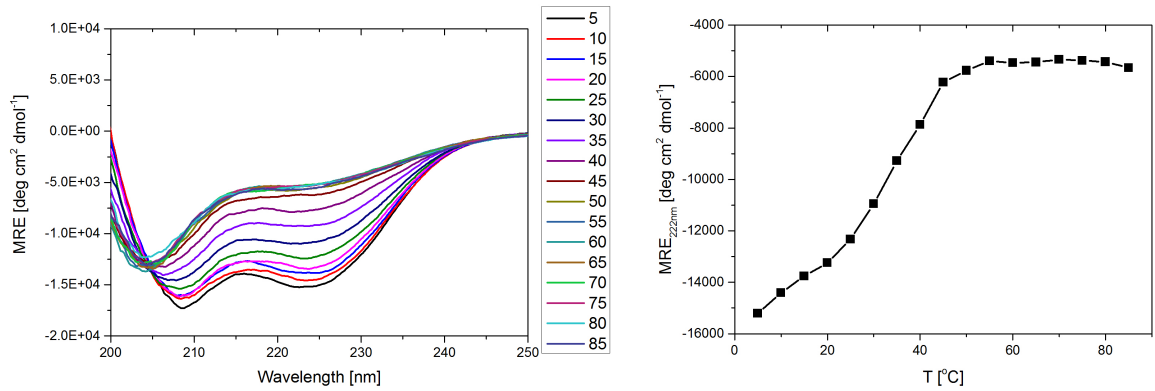 1.0E+04
5.0E+03
0.0E+00
-5.0E+03
-1.0E+04
-1.5E+04
-2.0E+04
MRE [deg cm² dmol⁻¹]
200 210 220 230 240 250
Wavelength [nm]
5
10
15
20
25
30
35
40
45
50
55
60
65
70
75
80
85
-4000
-6000
-8000
-10000
-12000
-14000
-16000
MRE₂₂₂nm [deg cm² dmol⁻¹]
0 20 40 60 80
T [°C]